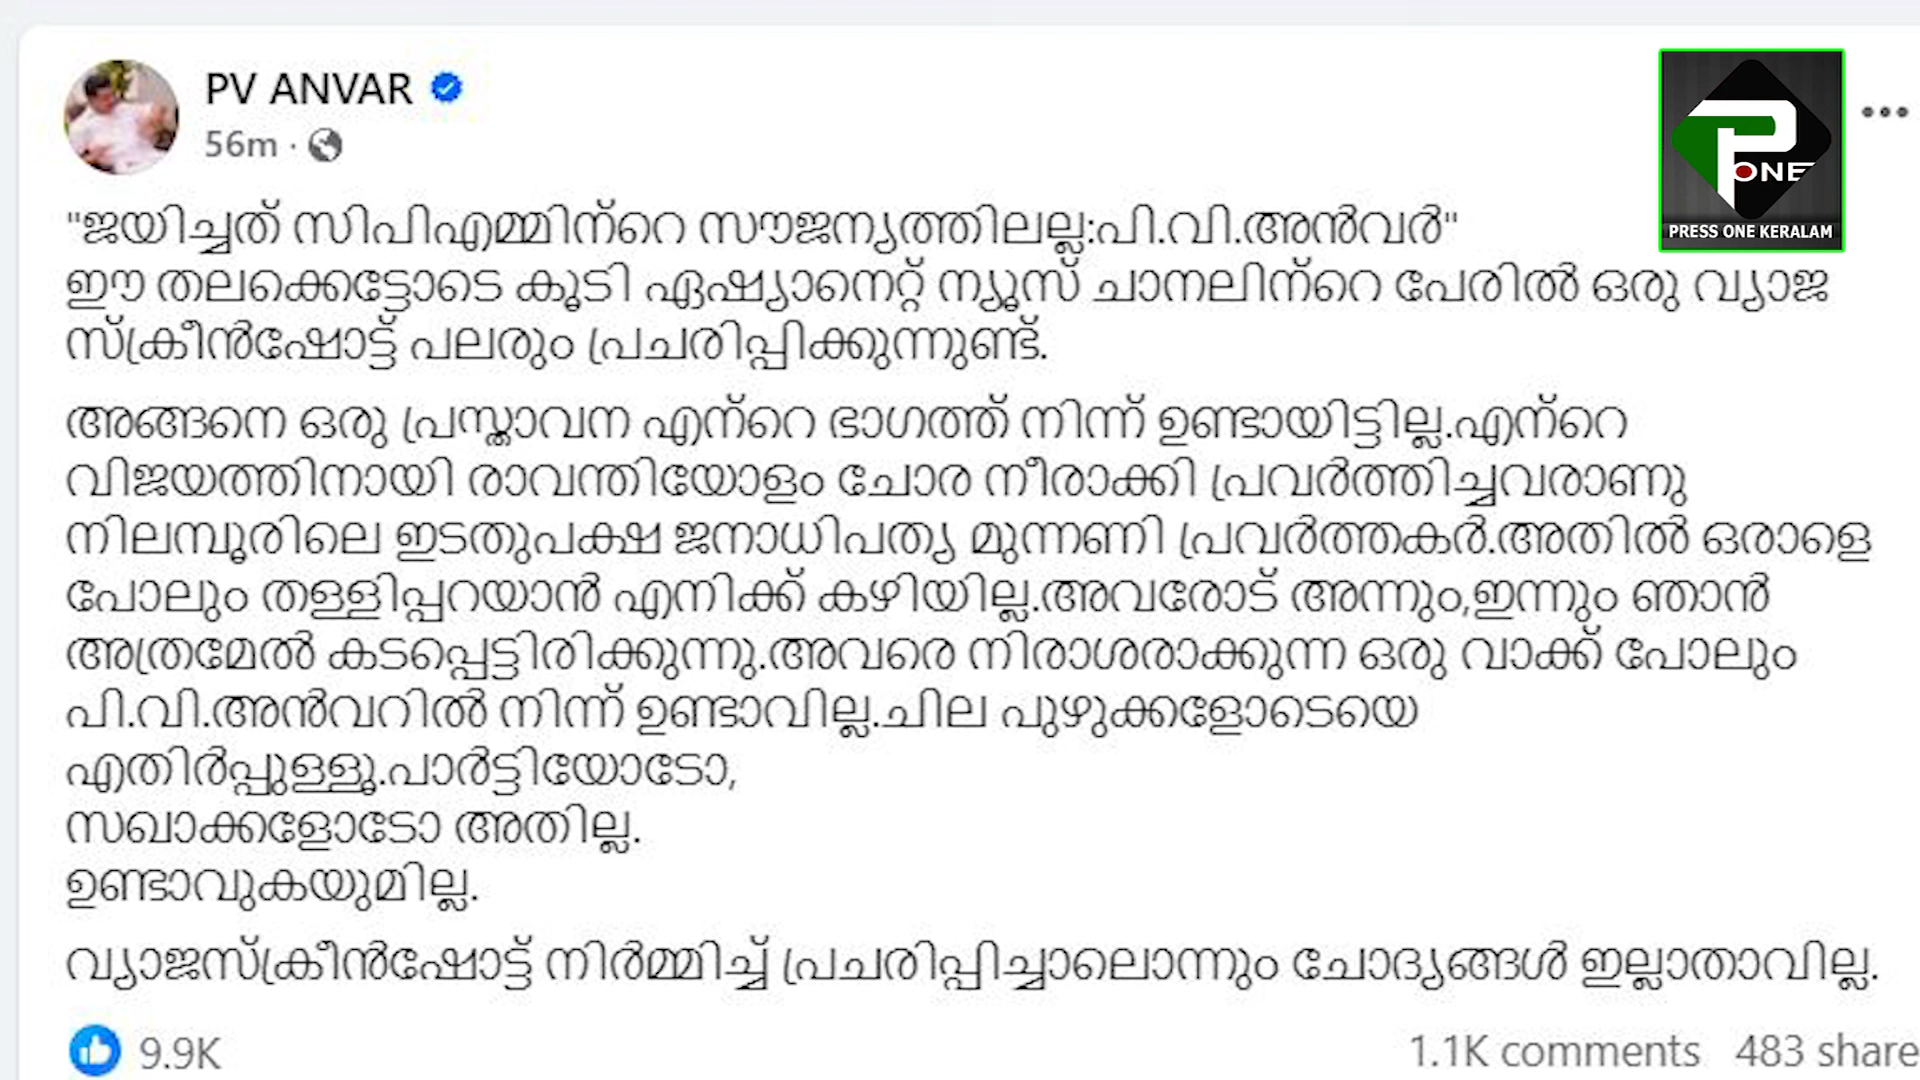 PV ANVAR
56m ·
"ജയിച്ചത് സിപിഎമ്മിന്റെ സൗജന്യത്തിലല്ല:പി.വി.അൻവർ"
ഈ തലക്കെട്ടോടെ കൂടി ഏഷ്യാനെറ്റ് ന്യൂസ് ചാനലിന്റെ പേരിൽ ഒരു വ്യാജ
സ്ക്രീൻഷോട്ട് പലരും പ്രചരിപ്പിക്കുന്നുണ്ട്.
അങ്ങനെ ഒരു പ്രസ്താവന എന്റെ ഭാഗത്ത് നിന്ന് ഉണ്ടായിട്ടില്ല.എന്റെ
വിജയത്തിനായി രാവന്തിയോളം ചോര നീരാക്കി പ്രവർത്തിച്ചവരാണു
നിലമ്പൂരിലെ ഇടതുപക്ഷ ജനാധിപത്യ മുന്നണി പ്രവർത്തകർ.അതിൽ ഒരാളെ
പോലും തള്ളിപ്പറയാൻ എനിക്ക് കഴിയില്ല.അവരോട് അന്നും,ഇന്നും ഞാൻ
അത്രമേൽ കടപ്പെട്ടിരിക്കുന്നു.അവരെ നിരാശരാക്കുന്ന ഒരു വാക്ക് പോലും
പി.വി.അൻവറിൽ നിന്ന് ഉണ്ടാവില്ല.ചില പുഴുക്കളോടെയെ
എതിർപ്പുള്ളൂ.പാർട്ടിയോടോ,
സഖാക്കളോടോ അതില്ല.
ഉണ്ടാവുകയുമില്ല.
വ്യാജസ്ക്രീൻഷോട്ട് നിർമ്മിച്ച് പ്രചരിപ്പിച്ചാലൊന്നും ചോദ്യങ്ങൾ ഇല്ലാതാവില്ല.
9.9K
1.1K comments 483 share
P ONE
PRESS ONE KERALAM